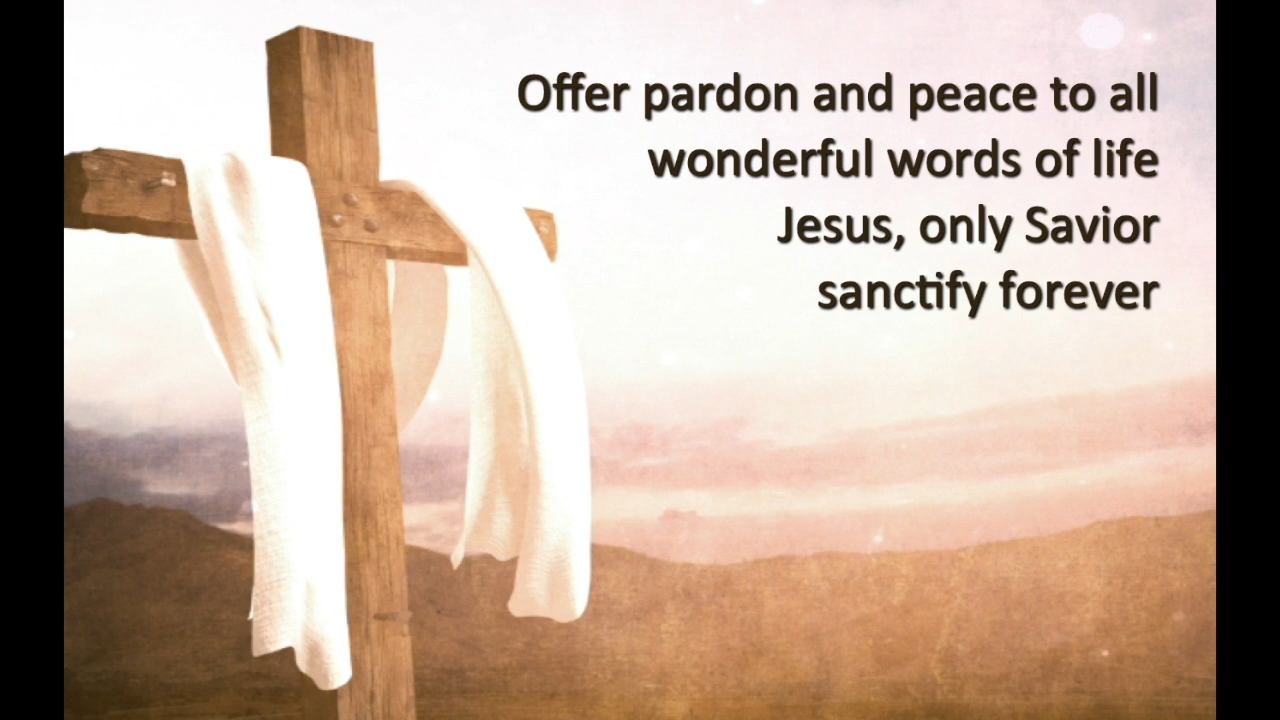 Offer pardon and peace to all
wonderful words of life
Jesus, only Savior
sanctify forever